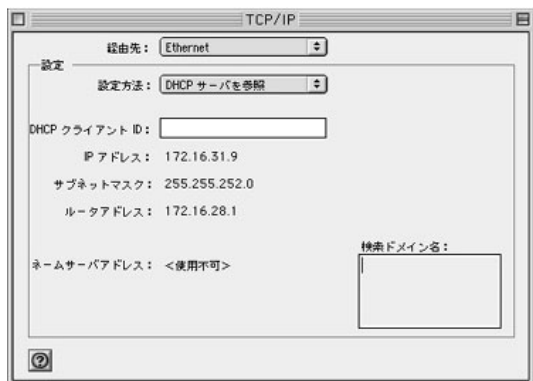 TCP/IP
経由先： Ethernet
設定
設定方法： DHCP サーバを参照
DHCP クライアント ID：
IP アドレス： 172.16.31.9
サブネットマスク： 255.255.252.0
ルータアドレス： 172.16.28.1
検索ドメイン名：
ネームサーバアドレス： <使用不可>